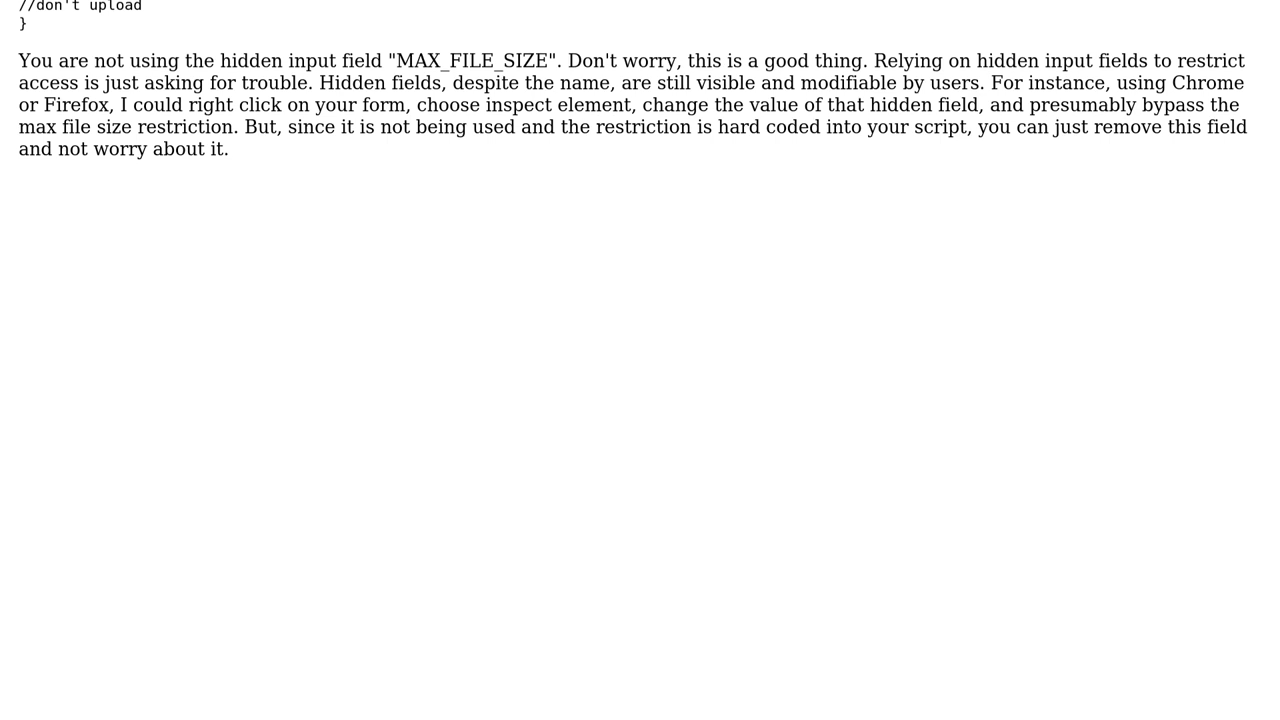 //don't upload
}
You are not using the hidden input field "MAX_FILE_SIZE". Don't worry, this is a good thing. Relying on hidden input fields to restrict
access is just asking for trouble. Hidden fields, despite the name, are still visible and modifiable by users. For instance, using Chrome
or Firefox, I could right click on your form, choose inspect element, change the value of that hidden field, and presumably bypass the
max file size restriction. But, since it is not being used and the restriction is hard coded into your script, you can just remove this field
and not worry about it.